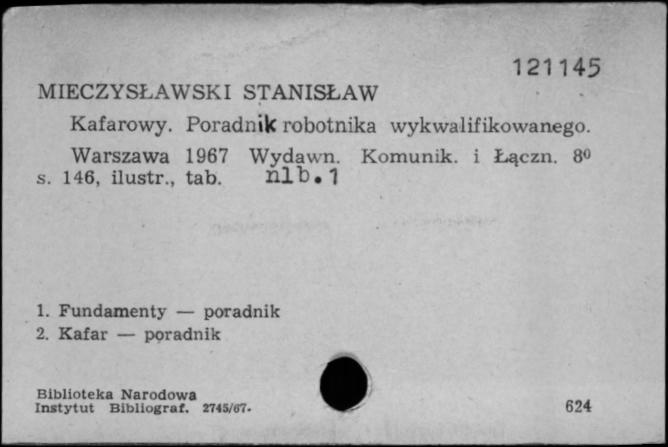 121145
MIECZYSŁAWSKI STANISŁAW
Kafarowy. Poradnik robotnika wykwalifikowanego.
Warszawa 1967 Wydawn. Komunik. i Łączn. 8⁰
s. 146, ilustr., tab. nlb.1
1. Fundamenty — poradnik
2. Kafar — poradnik
Biblioteka Narodowa
Instytut Bibliograf. 2745/67.
624